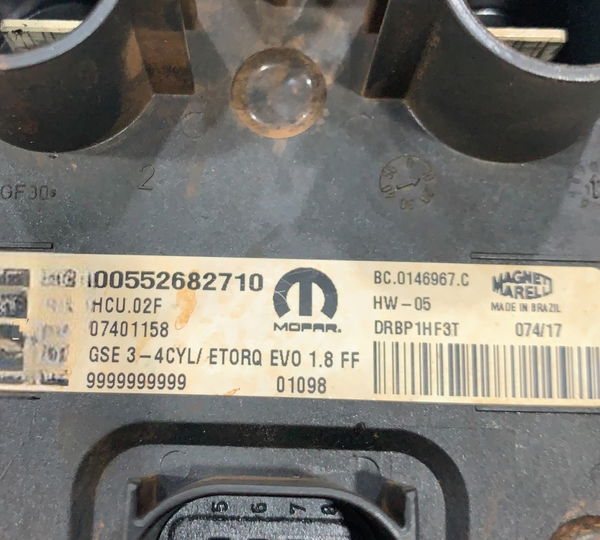 GF30
2
00552682710
HCU.02F
07401158
GSE 3-4CYL/ ETORQ EVO 1.8 FF
9999999999 01098
MOPAR.
BC.0146967.C
HW-05
DRBP1HF3T 074/17
MAGNETI
MARELLI
MADE IN BRAZIL
5 6 7 8